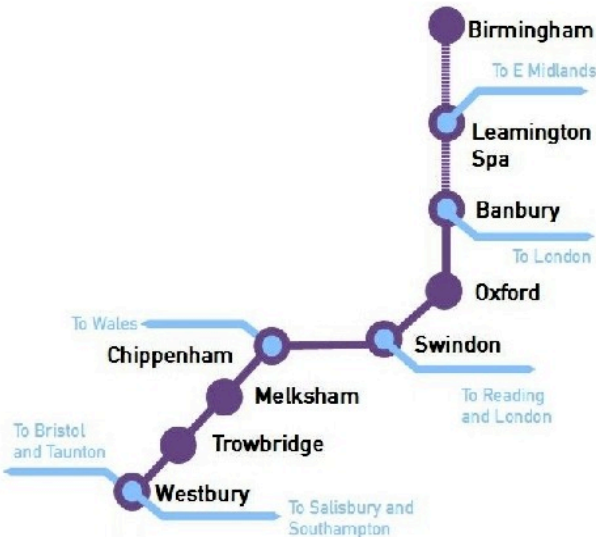 Birmingham
To E Midlands
Leamington
Spa
Banbury
To London
Oxford
To Wales
Swindon
Chippenham
Melksham
To Reading
and London
To Bristol
and Taunton
Trowbridge
Westbury
To Salisbury and
Southampton